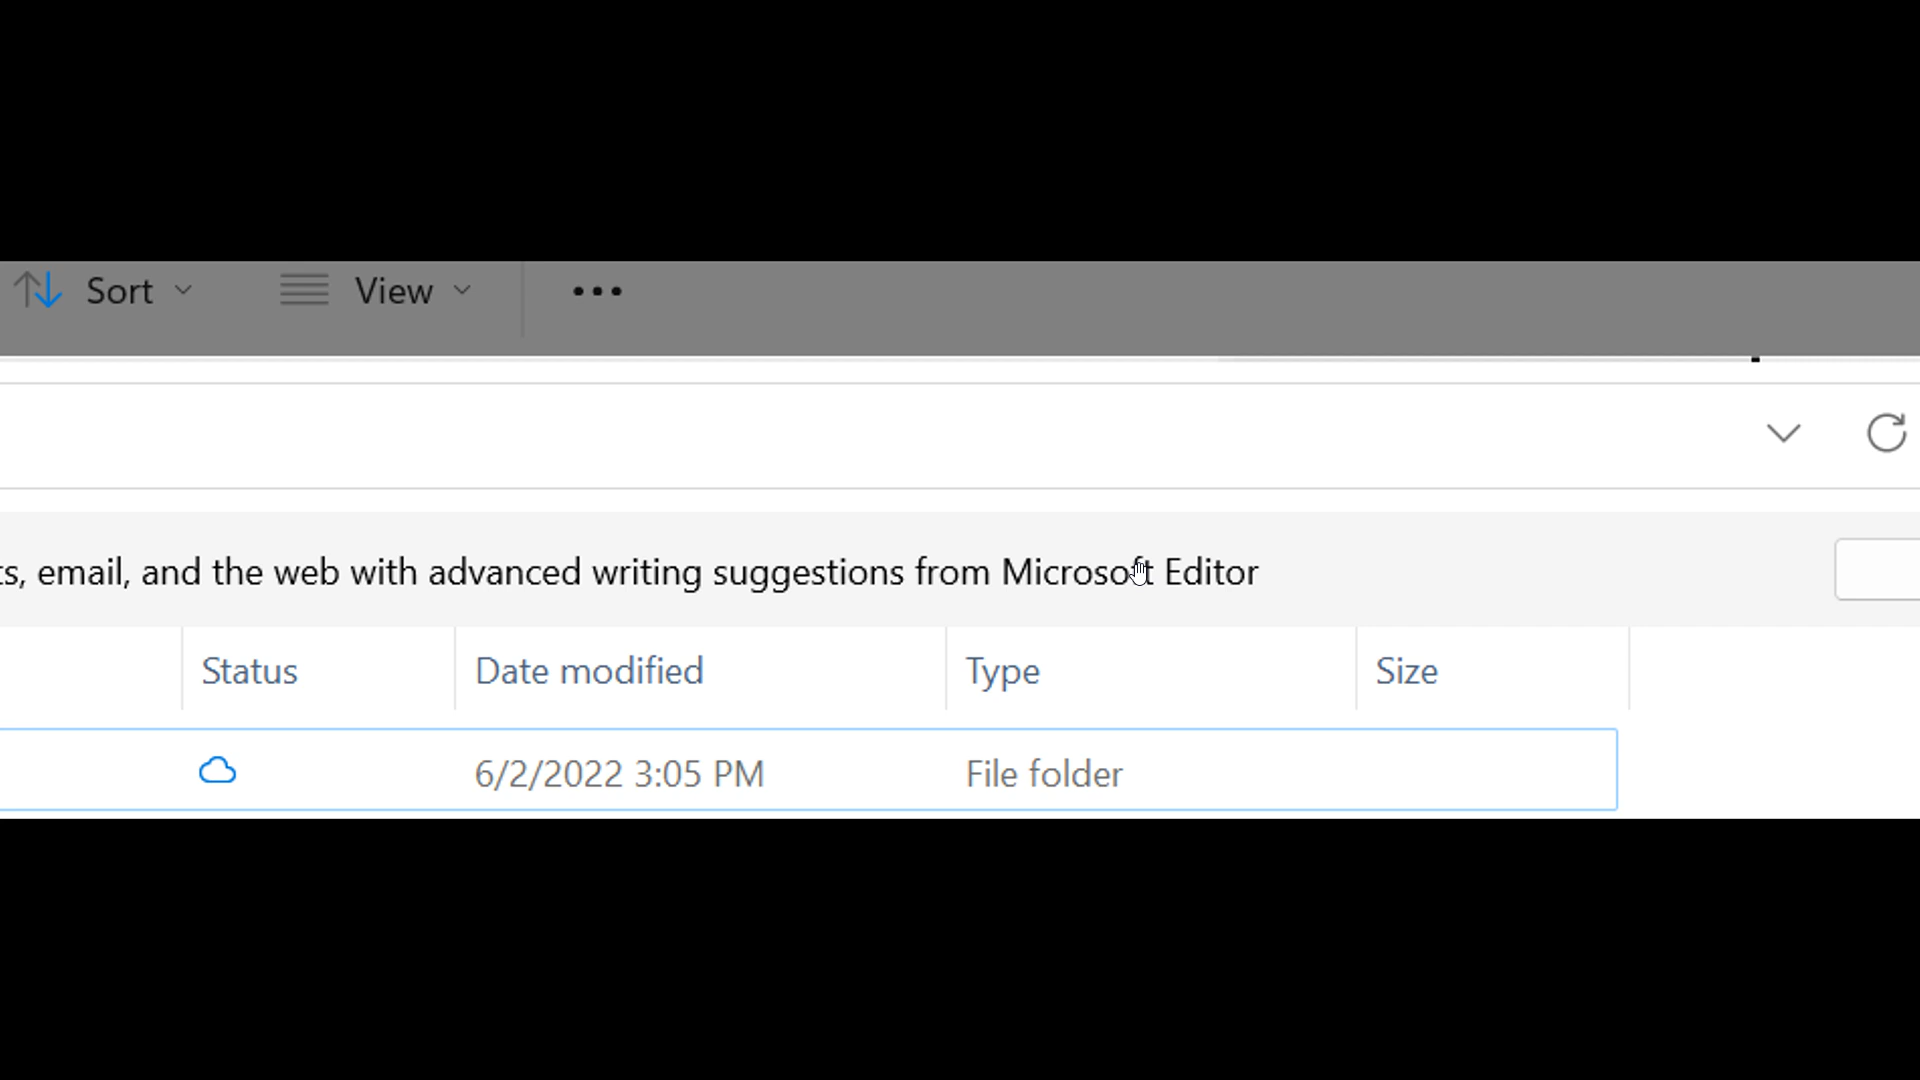 Sort View
, email, and the web with advanced writing suggestions from Microsoft Editor
Status Date modified Type Size
6/2/2022 3:05 PM File folder